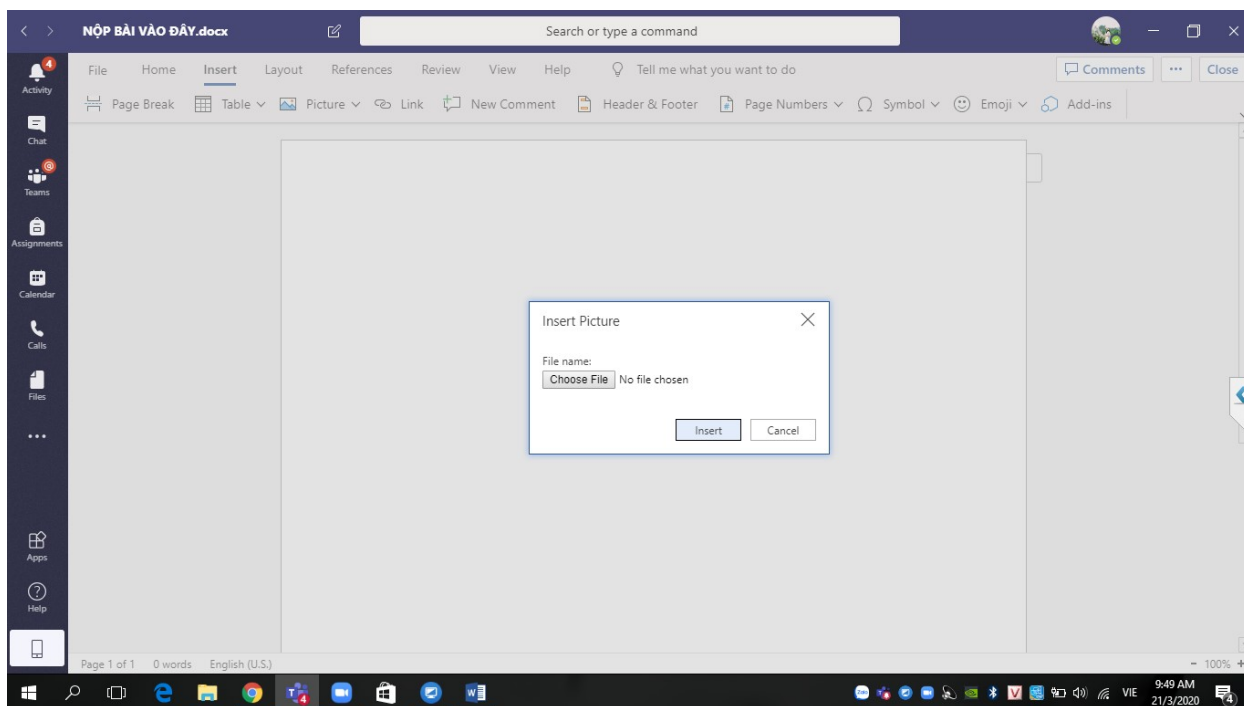 NỘP BÀI VÀO ĐÂY.docx
Search or type a command
4
Activity
Chat
@
Teams
Assignments
Calendar
Calls
Files
Apps
Help
File Home Insert Layout References Review View Help Tell me what you want to do Comments Close
Page Break Table Picture Link New Comment Header & Footer Page Numbers Symbol Emoji Add-ins
Insert Picture
File name:
Choose File No file chosen
Insert Cancel
Page 1 of 1 0 words English (U.S.) - 100% +
VIE
9:49 AM
21/3/2020
4